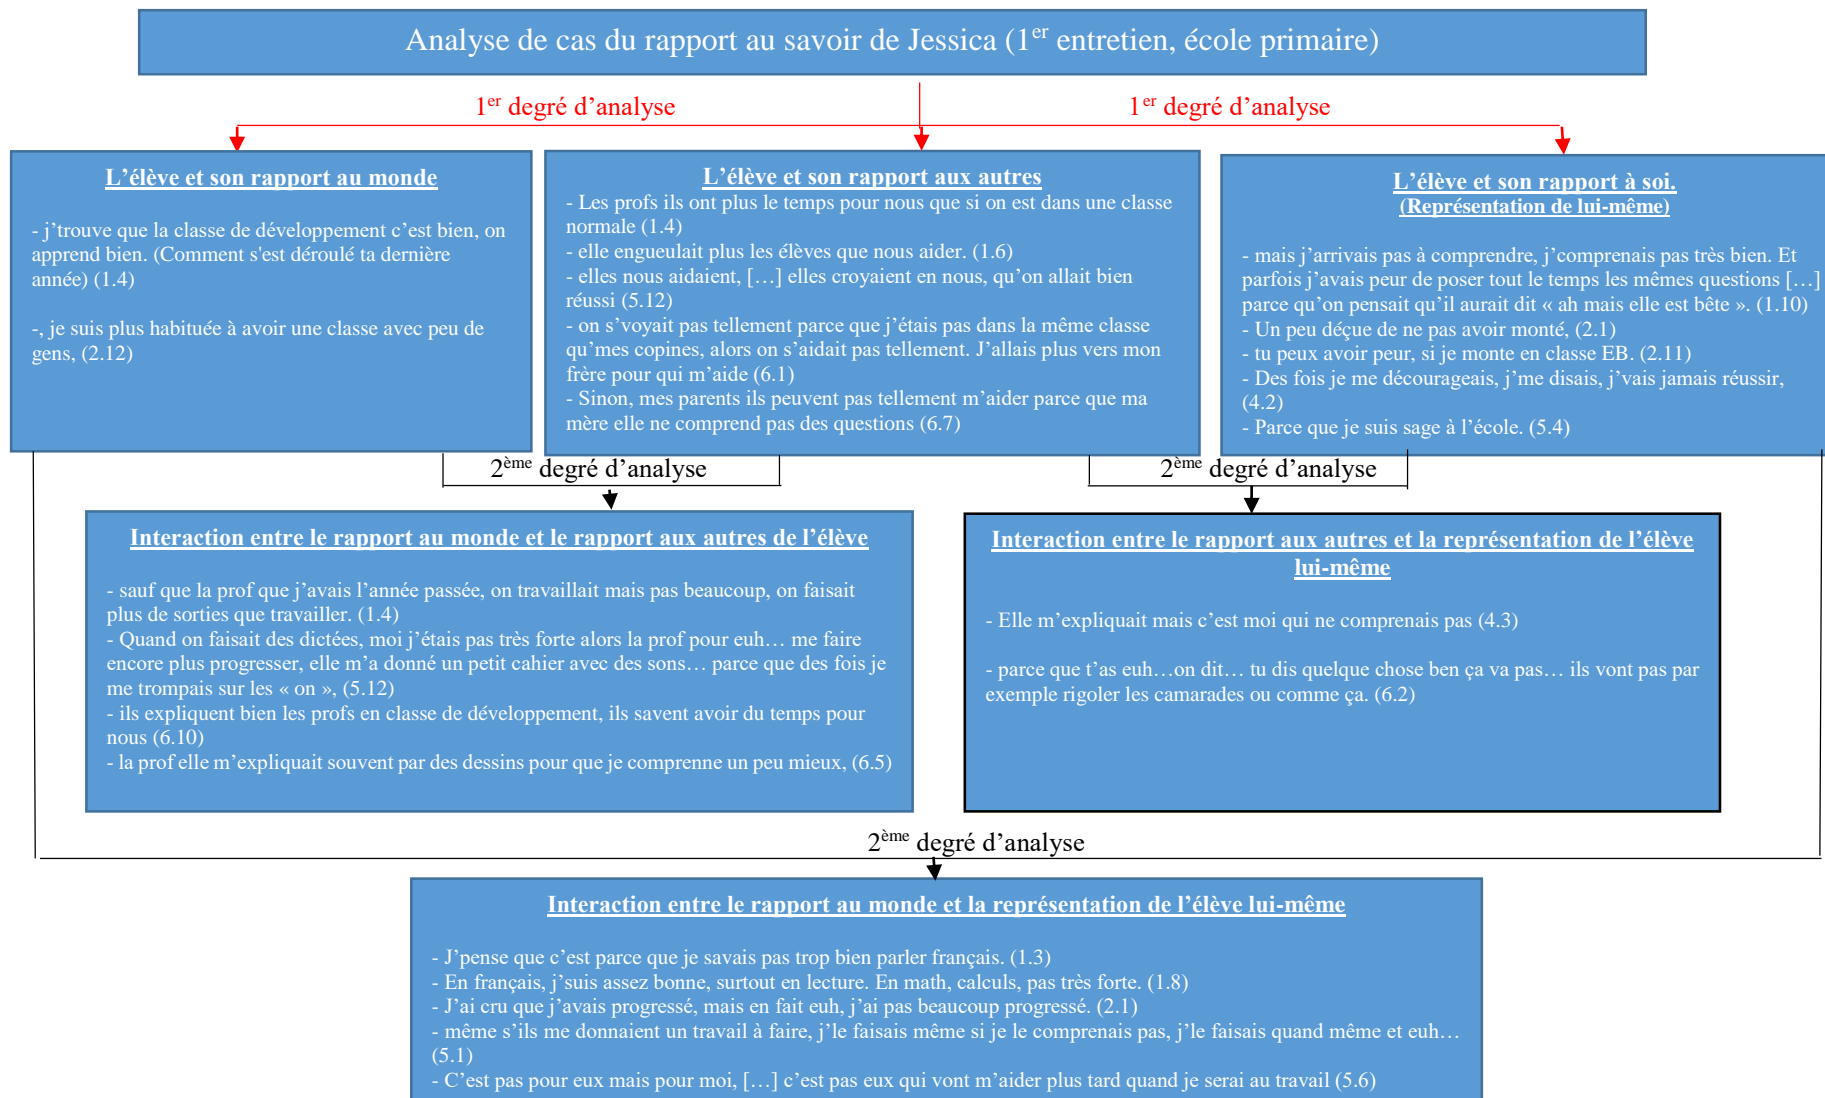 Analyse de cas du rapport au savoir de Jessica (1er entretien, école primaire)
1er degré d’analyse
1er degré d’analyse
L’élève et son rapport au monde
- j’trouve que la classe de développement c’est bien, on
apprend bien. (Comment s'est déroulé ta dernière
année) (1.4)
-, je suis plus habituée à avoir une classe avec peu de
gens, (2.12)
L’élève et son rapport aux autres
- Les profs ils ont plus le temps pour nous que si on est dans une classe
normale (1.4)
- elle engueulait plus les élèves que nous aider. (1.6)
- elles nous aidaient, […] elles croyaient en nous, qu’on allait bien
réussi (5.12)
- on s’voyait pas tellement parce que j’étais pas dans la même classe
qu’mes copines, alors on s’aidait pas tellement. J’allais plus vers mon
frère pour qui m’aide (6.1)
- Sinon, mes parents ils peuvent pas tellement m’aider parce que ma
mère elle ne comprend pas des questions (6.7)
L’élève et son rapport à soi.
(Représentation de lui-même)
- mais j’arrivais pas à comprendre, j’comprenais pas très bien. Et
parfois j’avais peur de poser tout le temps les mêmes questions […]
parce qu’on pensait qu’il aurait dit « ah mais elle est bête ». (1.10)
- Un peu déçue de ne pas avoir monté, (2.1)
- tu peux avoir peur, si je monte en classe EB. (2.11)
- Des fois je me décourageais, j’me disais, j’vais jamais réussir,
(4.2)
- Parce que je suis sage à l’école. (5.4)
2ème degré d’analyse
2ème degré d’analyse
Interaction entre le rapport au monde et le rapport aux autres de l’élève
- sauf que la prof que j’avais l’année passée, on travaillait mais pas beaucoup, on faisait
plus de sorties que travailler. (1.4)
- Quand on faisait des dictées, moi j’étais pas très forte alors la prof pour euh… me faire
encore plus progresser, elle m’a donné un petit cahier avec des sons… parce que des fois je
me trompais sur les « on », (5.12)
- ils expliquent bien les profs en classe de développement, ils savent avoir du temps pour
nous (6.10)
- la prof elle m’expliquait souvent par des dessins pour que je comprenne un peu mieux, (6.5)
Interaction entre le rapport aux autres et la représentation de l’élève
lui-même
- Elle m’expliquait mais c’est moi qui ne comprenais pas (4.3)
- parce que t’as euh…on dit… tu dis quelque chose ben ça va pas… ils vont pas par
exemple rigoler les camarades ou comme ça. (6.2)
2ème degré d’analyse
Interaction entre le rapport au monde et la représentation de l’élève lui-même
- J’pense que c’est parce que je savais pas trop bien parler français. (1.3)
- En français, j’suis assez bonne, surtout en lecture. En math, calculs, pas très forte. (1.8)
- J’ai cru que j’avais progressé, mais en fait euh, j’ai pas beaucoup progressé. (2.1)
- même s’ils me donnaient un travail à faire, j’le faisais même si je le comprenais pas, j’le faisais quand même et euh…
(5.1)
- C’est pas pour eux mais pour moi, […] c’est pas eux qui vont m’aider plus tard quand je serai au travail (5.6)